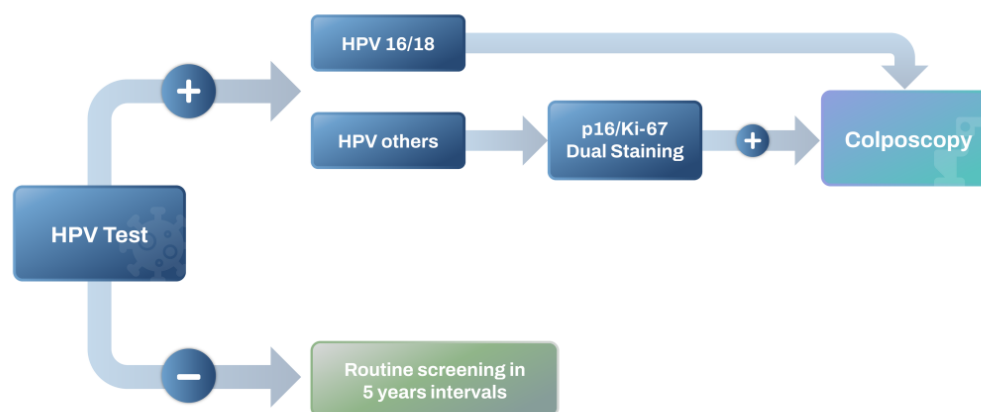 HPV 16/18
+
HPV others
p16/Ki-67
Dual Staining
+
Colposcopy
HPV Test
−
Routine screening in
5 years intervals